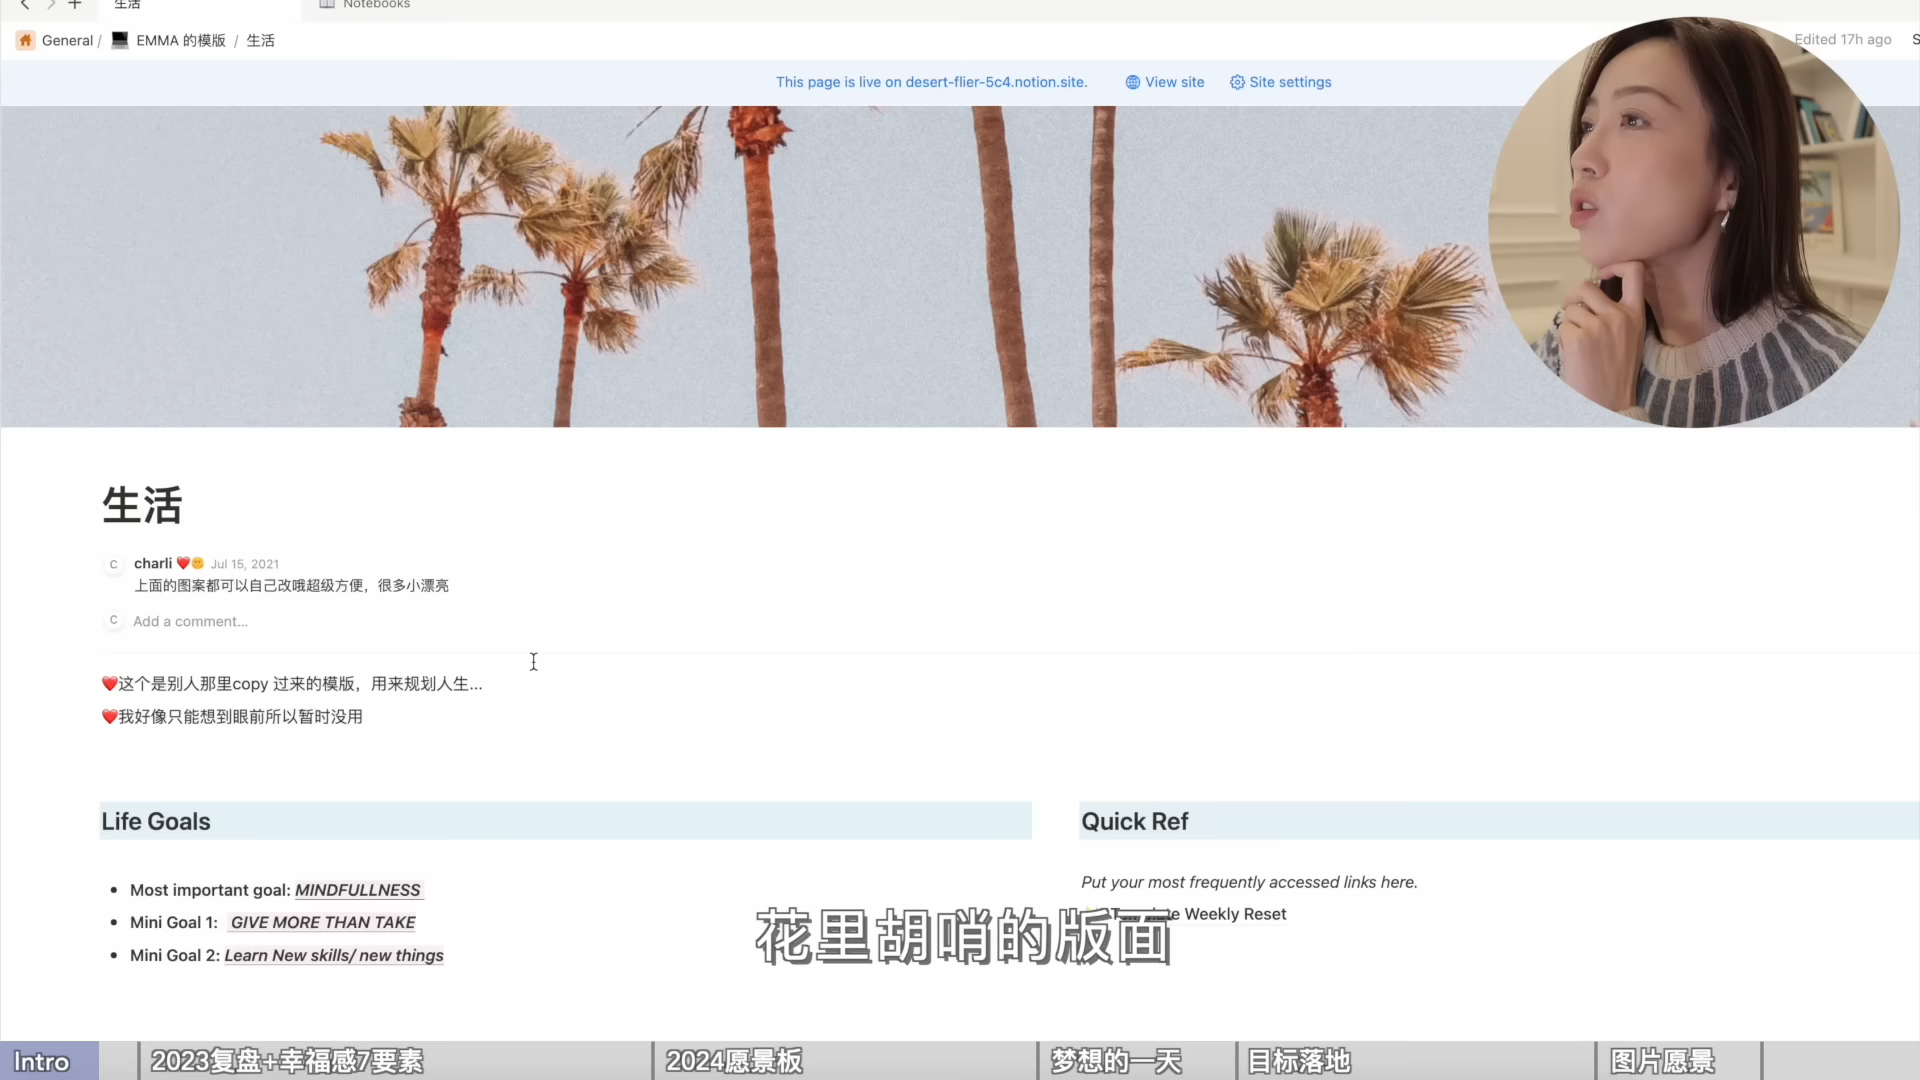 生活
Notebooks
General / EMMA 的模版 / 生活
Edited 17h ago
S
This page is live on desert-flier-5c4.notion.site.
View site
Site settings
生活
C
charli ❤️ Jul 15, 2021
上面的图案都可以自己改哦超级方便，很多小漂亮
C
Add a comment...
❤️这个是别人那里copy 过来的模版，用来规划人生...
❤️我好像只能想到眼前所以暂时没用
Life Goals
• Most important goal: MINDFULLNESS
• Mini Goal 1: GIVE MORE THAN TAKE
• Mini Goal 2: Learn New skills/ new things
Quick Ref
Put your most frequently accessed links here.
Template Weekly Reset
花里胡哨的版面
Intro
2023复盘+幸福感7要素
2024愿景板
梦想的一天
目标落地
图片愿景